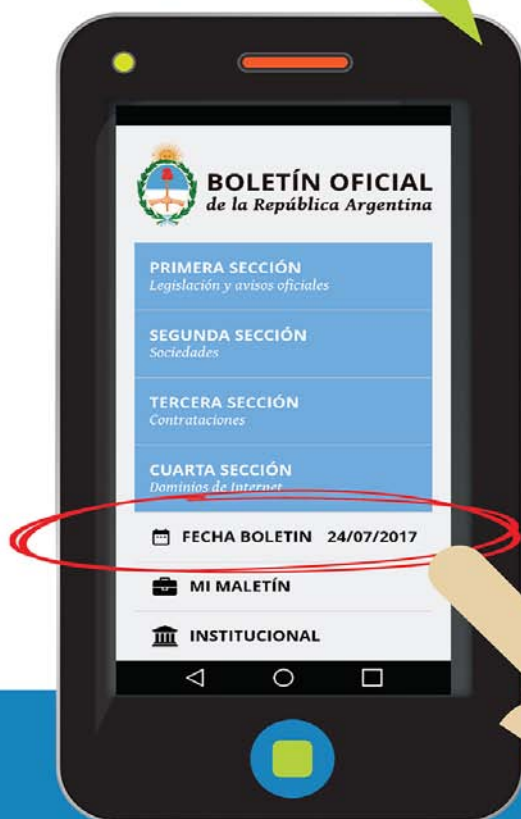 BOLETÍN OFICIAL
de la República Argentina
PRIMERA SECCIÓN
Legislación y avisos oficiales
SEGUNDA SECCIÓN
Sociedades
TERCERA SECCIÓN
Contrataciones
CUARTA SECCIÓN
Dominios de Internet
FECHA BOLETIN 24/07/2017
MI MALETÍN
INSTITUCIONAL